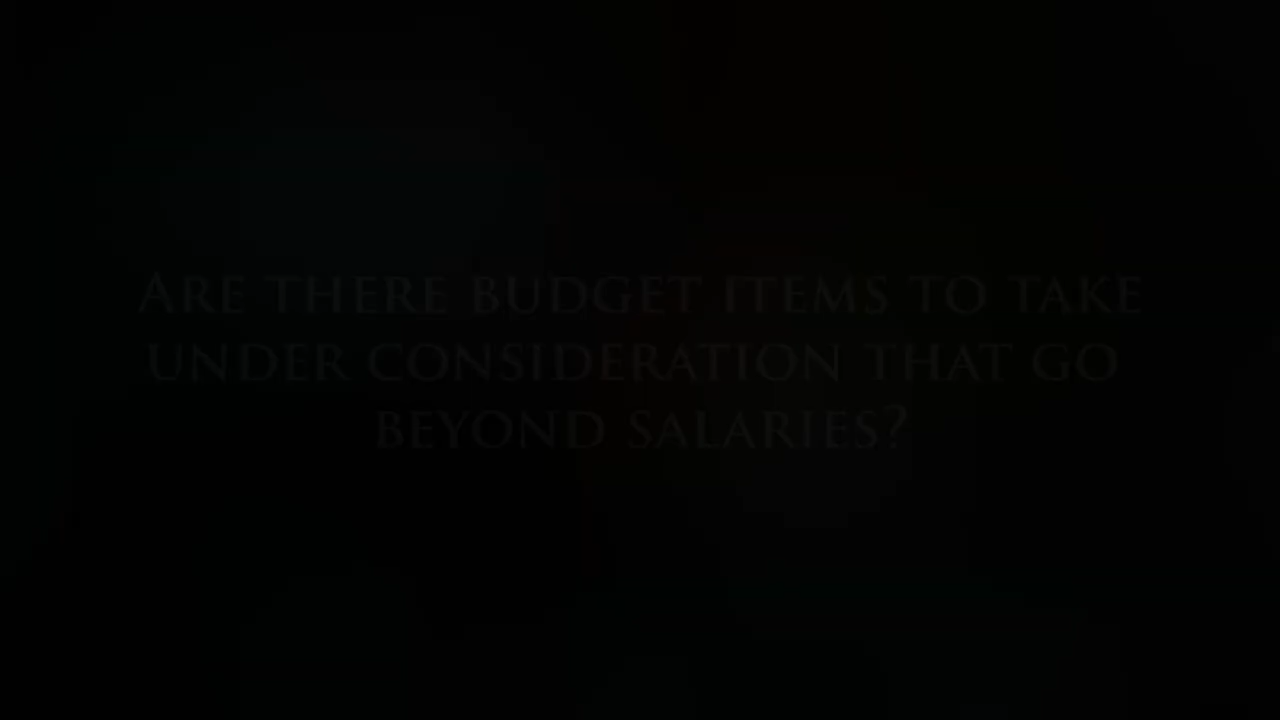 Are there budget items to take
under consideration that go
beyond salaries?